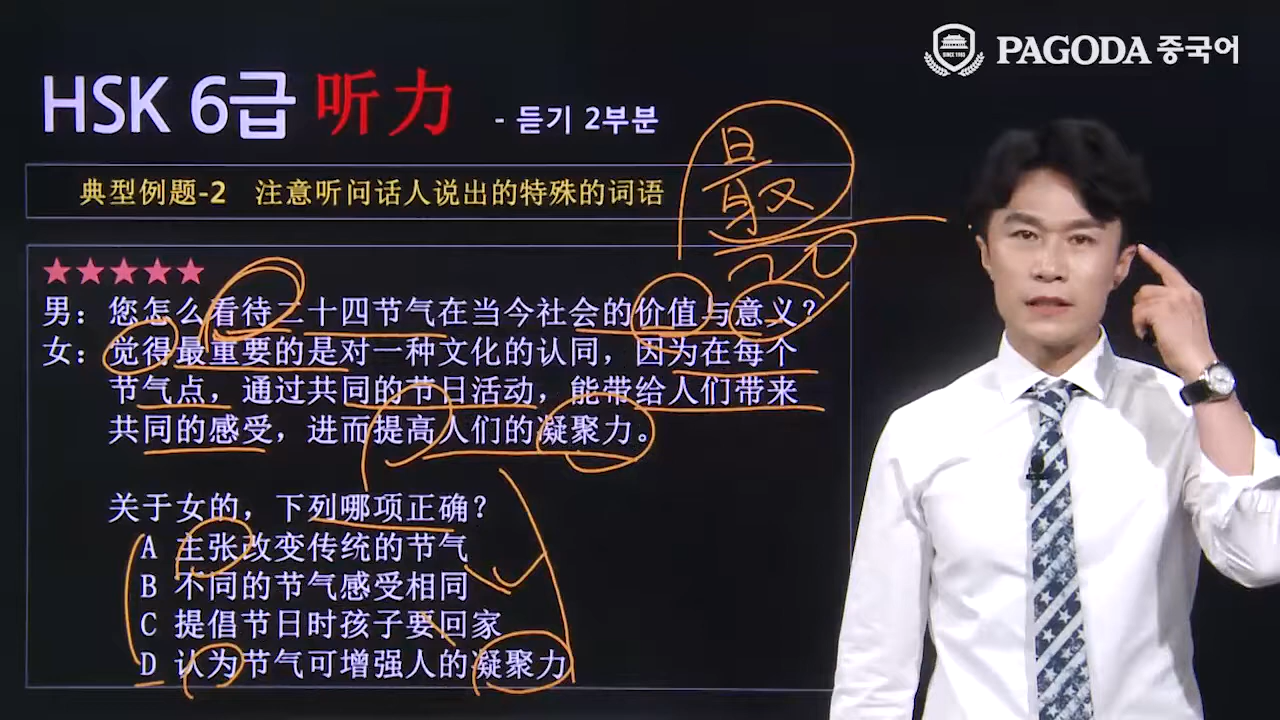 SINCE 1969
PAGODA 중국어
HSK 6급 听力 - 듣기 2부분
典型例题-2 注意听问话人说出的特殊的词语
最
★★★★★
男：您怎么看待二十四节气在当今社会的价值与意义？
女：觉得最重要的是对一种文化的认同，因为在每个
节气点，通过共同的节日活动，能带给人们带来
共同的感受，进而提高人们的凝聚力。
关于女的，下列哪项正确？
A 主张改变传统的节气
B 不同的节气感受相同
C 提倡节日时孩子要回家
D 认为节气可增强人的凝聚力